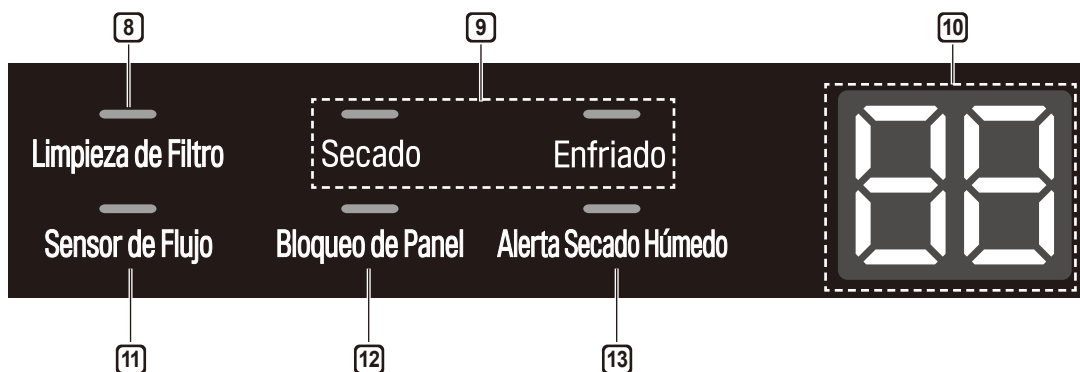 8 9 10
Limpieza de Filtro Secado Enfriado 88
Sensor de Flujo Bloqueo de Panel Alerta Secado Húmedo
11 12 13